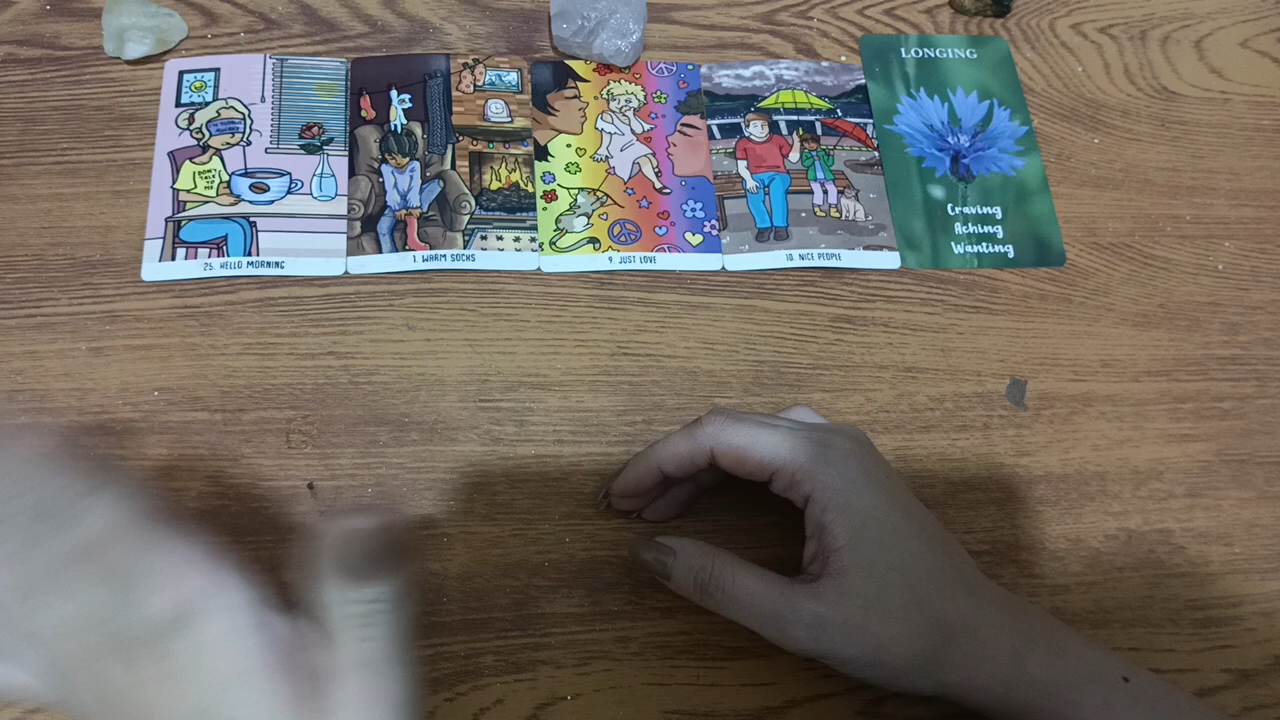 DON'T
TALK
TO
ME
25. HELLO MORNING
1. WARM SOCKS
9. JUST LOVE
10. NICE PEOPLE
LONGING
Craving
Aching
Wanting